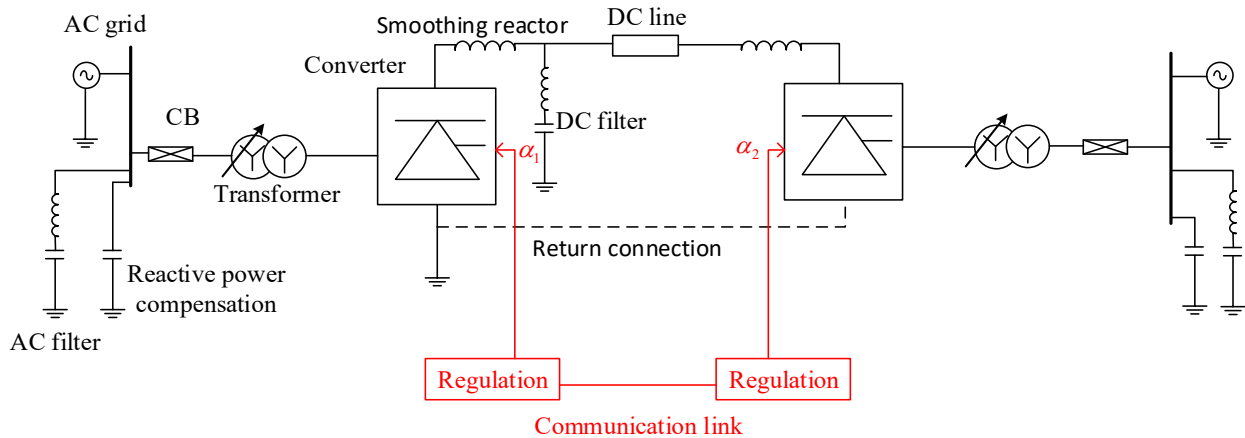 AC grid
Smoothing reactor
DC line
Converter
CB
DC filter
α1
α2
Transformer
Return connection
Reactive power
compensation
AC filter
Regulation
Regulation
Communication link